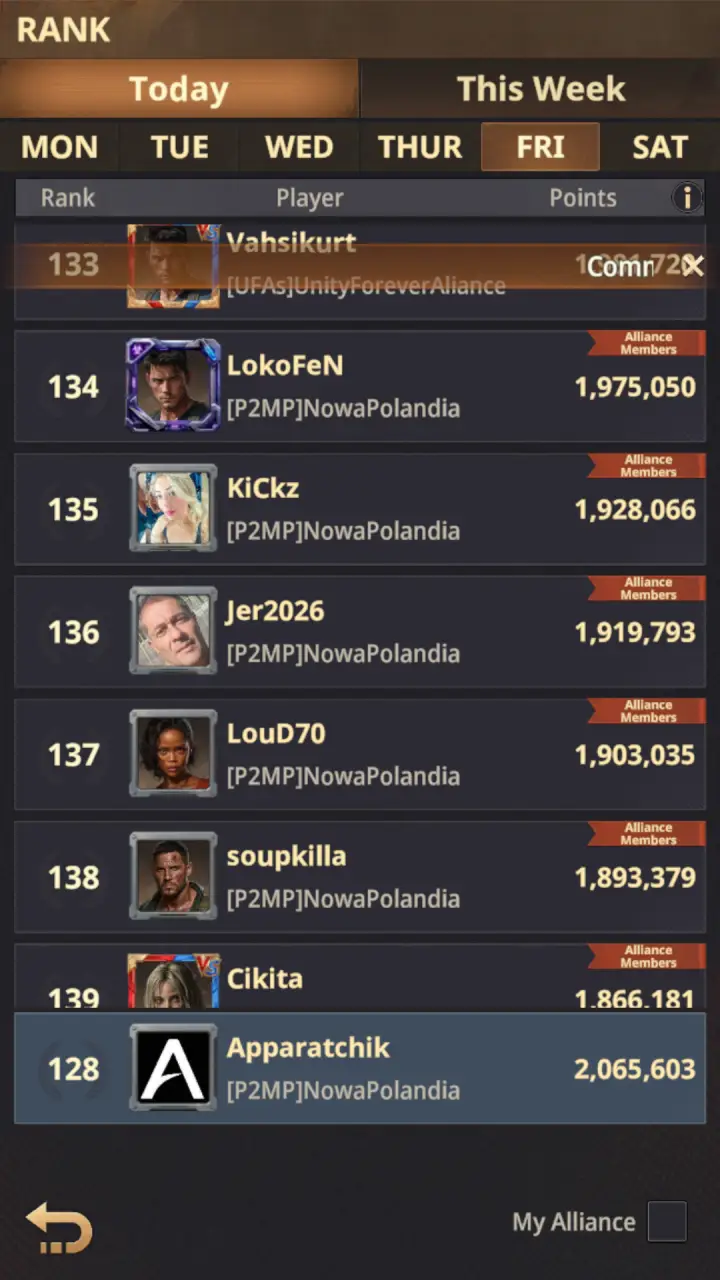 RANK
Today This Week
MON TUE WED THUR FRI SAT
Rank Player Points i
133 Vahsikurt
[UFAs]UnityForeverAlliance
Alliance Members
134 LokoFeN 1,975,050
[P2MP]NowaPolandia
Alliance Members
135 KiCkz 1,928,066
[P2MP]NowaPolandia
Alliance Members
136 Jer2026 1,919,793
[P2MP]NowaPolandia
Alliance Members
137 LouD70 1,903,035
[P2MP]NowaPolandia
Alliance Members
138 soupkilla 1,893,379
[P2MP]NowaPolandia
Alliance Members
139 Cikita 1,866,181
128 Apparatchik 2,065,603
[P2MP]NowaPolandia
My Alliance